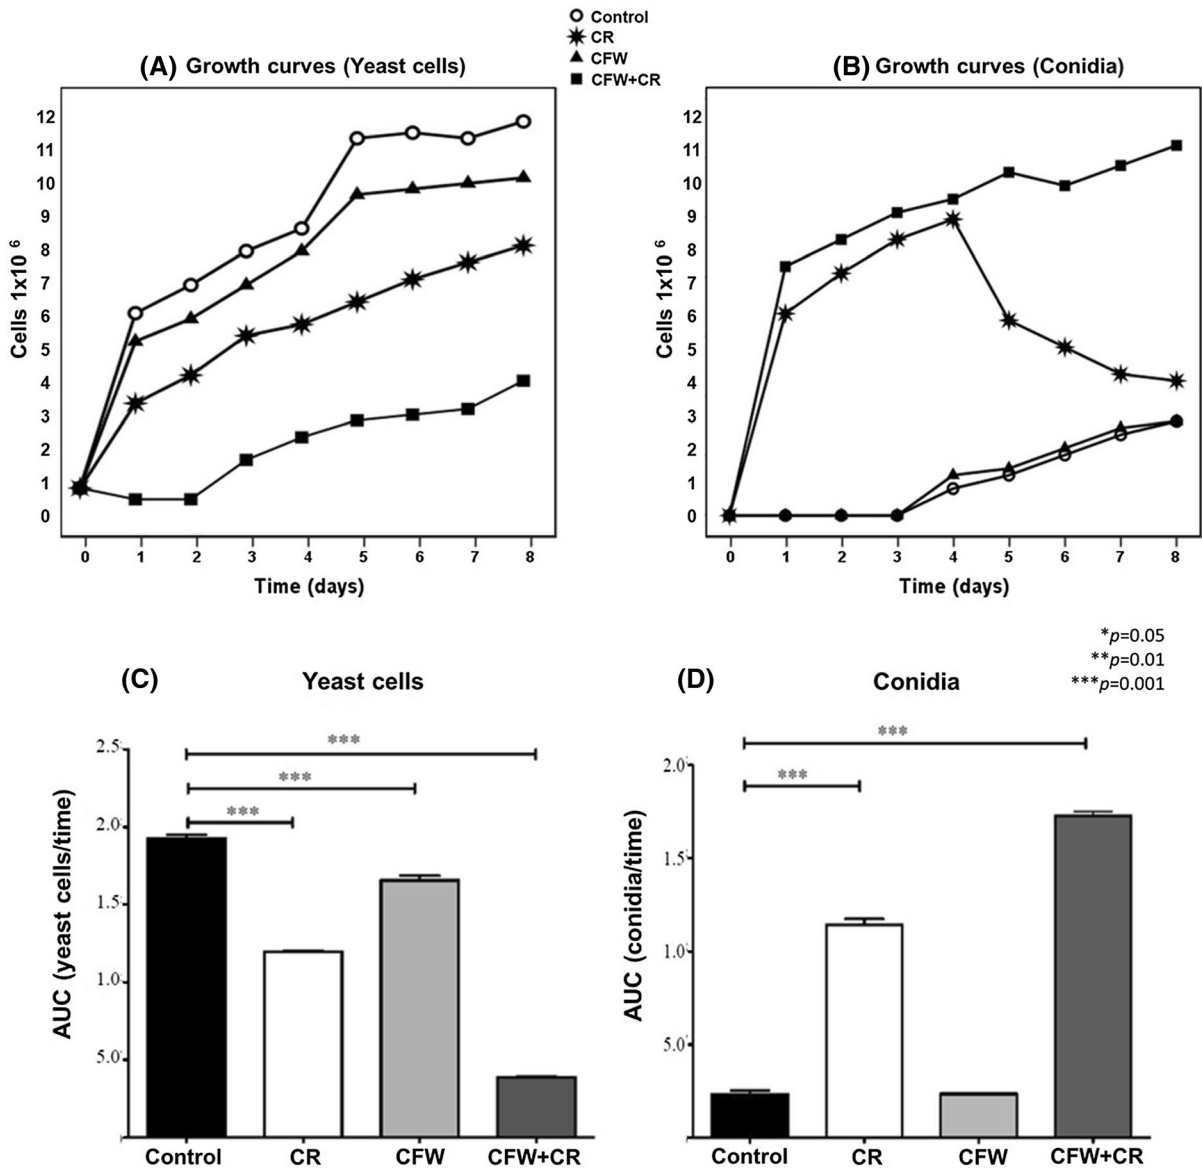 Control
CR
CFW
CFW+CR
(A) Growth curves (Yeast cells)
12
11
10
9
8
7
6
5
4
3
2
1
0
Cells 1x10 6
0 1 2 3 4 5 6 7 8
Time (days)
(B) Growth curves (Conidia)
12
11
10
9
8
7
6
5
4
3
2
1
0
Cells 1x10 6
0 1 2 3 4 5 6 7 8
Time (days)
*p=0.05
**p=0.01
***p=0.001
(C) Yeast cells
***
***
***
2.5
2.0
1.5
1.0
5.0
AUC (yeast cells/time)
Control CR CFW CFW+CR
(D) Conidia
***
***
2.0
1.5
1.0
5.0
AUC (conidia/time)
Control CR CFW CFW+CR